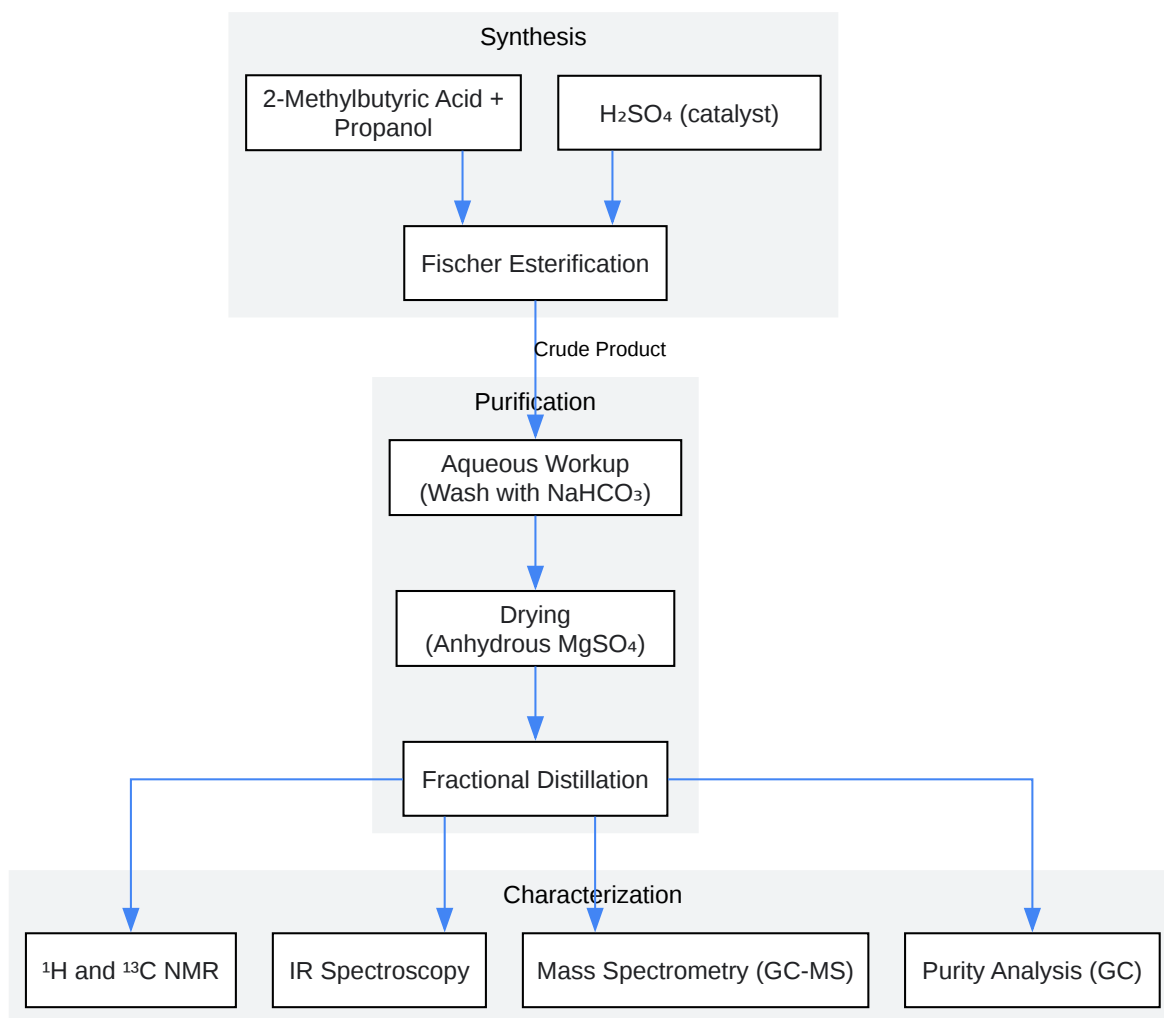 Synthesis
2-Methylbutyric Acid +
Propanol
H₂SO₄ (catalyst)
Fischer Esterification
Crude Product
Purification
Aqueous Workup
(Wash with NaHCO₃)
Drying
(Anhydrous MgSO₄)
Fractional Distillation
Characterization
¹H and ¹³C NMR
IR Spectroscopy
Mass Spectrometry (GC-MS)
Purity Analysis (GC)